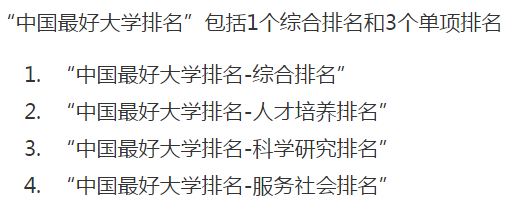 “中国最好大学排名”包括1个综合排名和3个单项排名
1. “中国最好大学排名-综合排名”
2. “中国最好大学排名-人才培养排名”
3. “中国最好大学排名-科学研究排名”
4. “中国最好大学排名-服务社会排名”